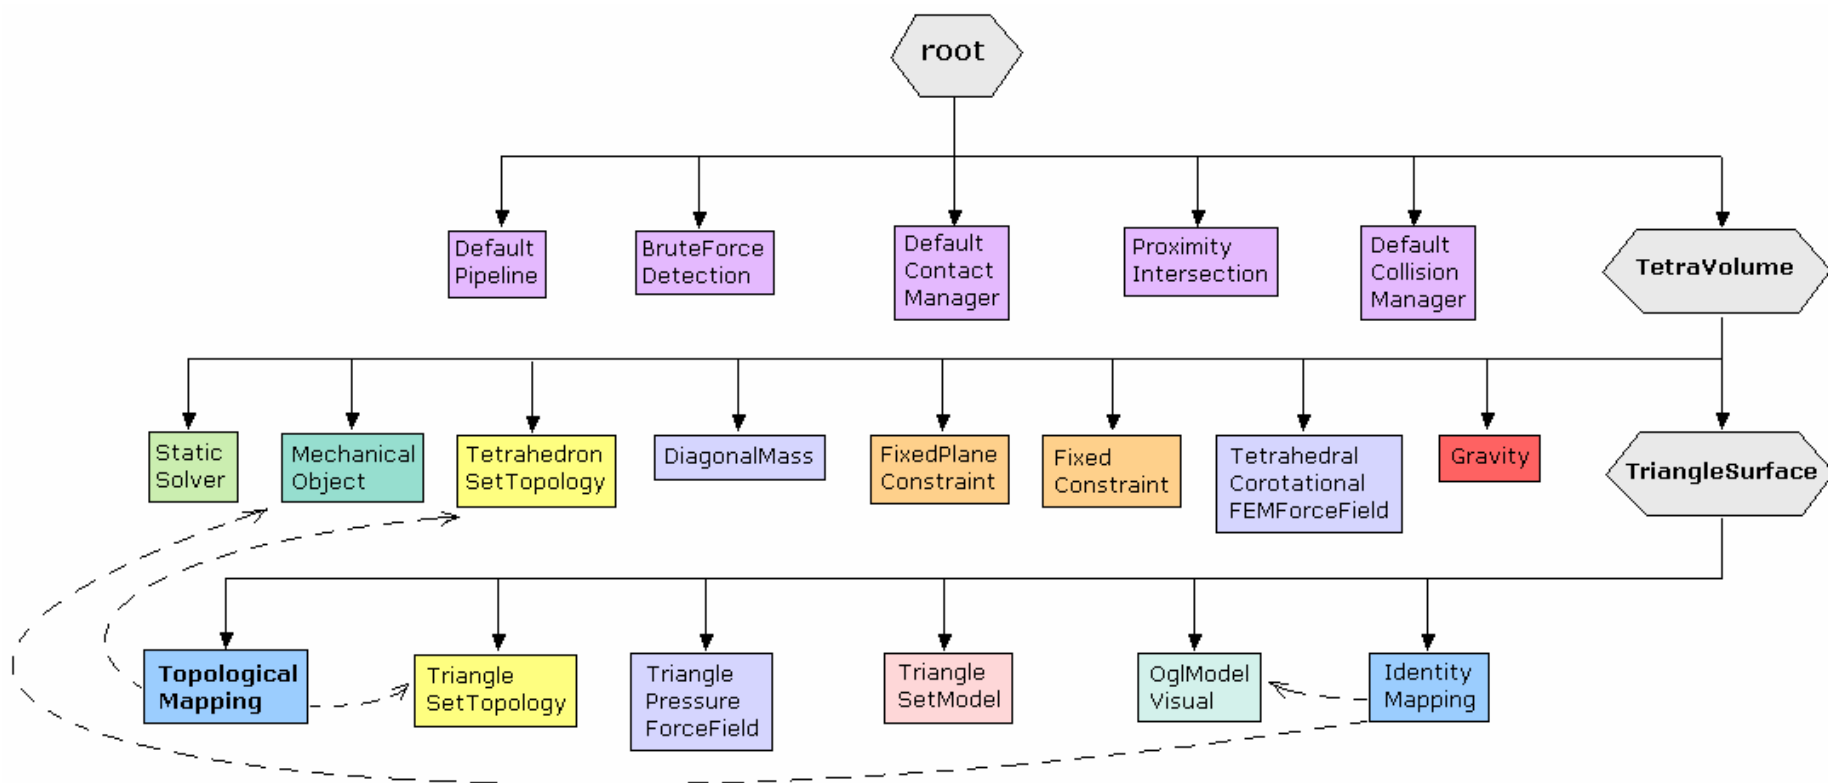 root
Default
Pipeline
BruteForce
Detection
Default
Contact
Manager
Proximity
Intersection
Default
Collision
Manager
TetraVolume
Static
Solver
Mechanical
Object
Tetrahedron
SetTopology
DiagonalMass
FixedPlane
Constraint
Fixed
Constraint
Tetrahedral
Corotational
FEMForceField
Gravity
TriangleSurface
Topological
Mapping
Triangle
SetTopology
Triangle
Pressure
ForceField
Triangle
SetModel
OglModel
Visual
Identity
Mapping